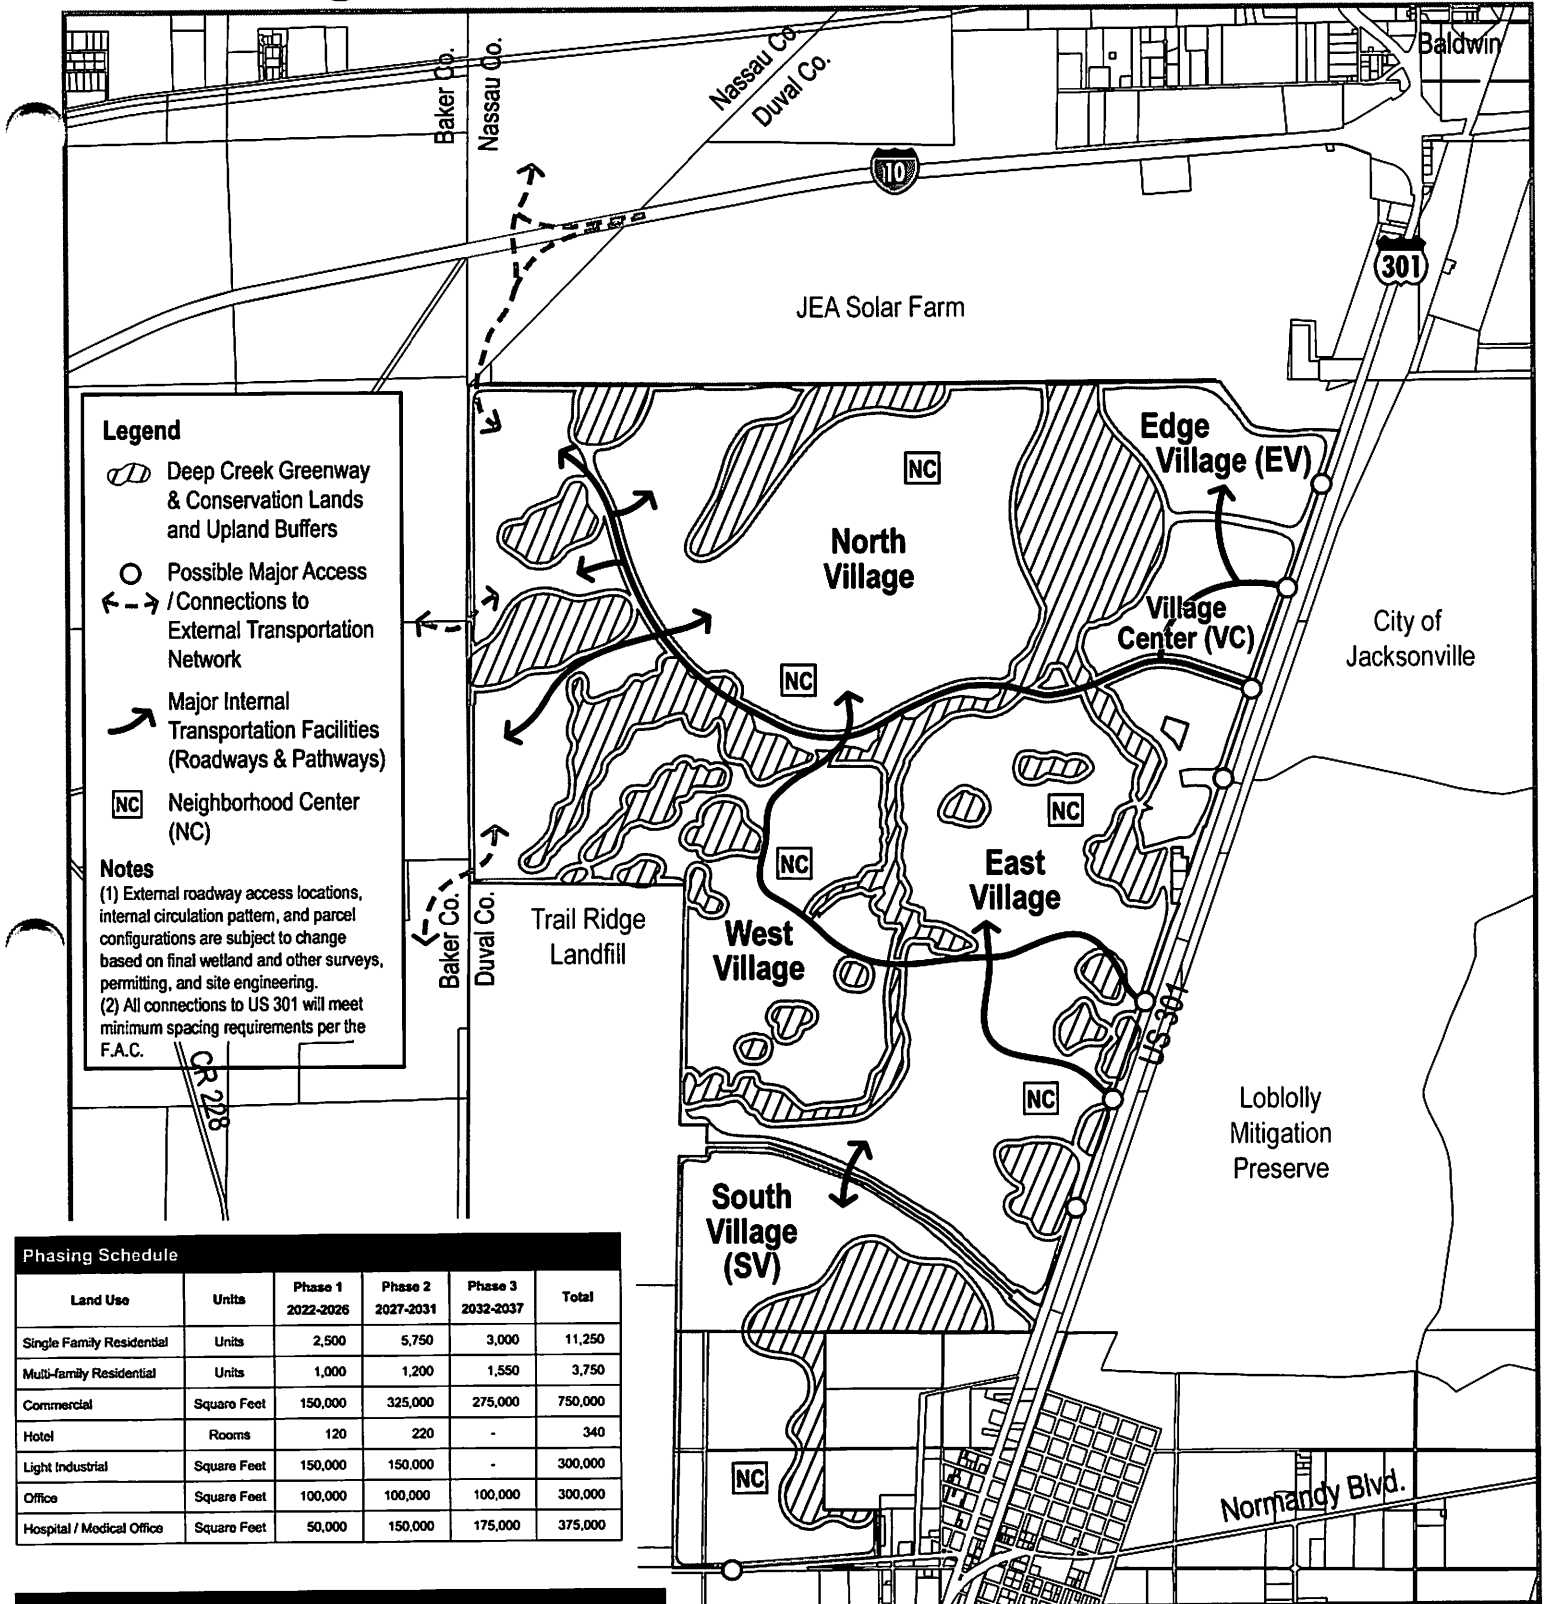 Baldwin
Baker Co.
Nassau Co.
Nassau Co.
Duval Co.
10
301
JEA Solar Farm
Legend
Deep Creek Greenway
& Conservation Lands
and Upland Buffers
Possible Major Access
/Connections to
External Transportation
Network
Major Internal
Transportation Facilities
(Roadways & Pathways)
NC Neighborhood Center
(NC)
Notes
(1) External roadway access locations,
internal circulation pattern, and parcel
configurations are subject to change
based on final wetland and other surveys,
permitting, and site engineering.
(2) All connections to US 301 will meet
minimum spacing requirements per the
F.A.C.
CR 228
Edge
Village (EV)
NC
North
Village
Village
Center (VC)
City of
Jacksonville
NC
NC
NC
East
Village
Baker Co.
Duval Co.
Trail Ridge
Landfill
West
Village
US 301
NC
Loblolly
Mitigation
Preserve
South
Village
(SV)
NC
Normandy Blvd.
Phasing Schedule
Land Use Units Phase 1 2022-2026 Phase 2 2027-2031 Phase 3 2032-2037 Total
Single Family Residential Units 2,500 5,750 3,000 11,250
Multi-family Residential Units 1,000 1,200 1,550 3,750
Commercial Square Feet 150,000 325,000 275,000 750,000
Hotel Rooms 120 220 - 340
Light Industrial Square Feet 150,000 150,000 - 300,000
Office Square Feet 100,000 100,000 100,000 300,000
Hospital / Medical Office Square Feet 50,000 150,000 175,000 375,000